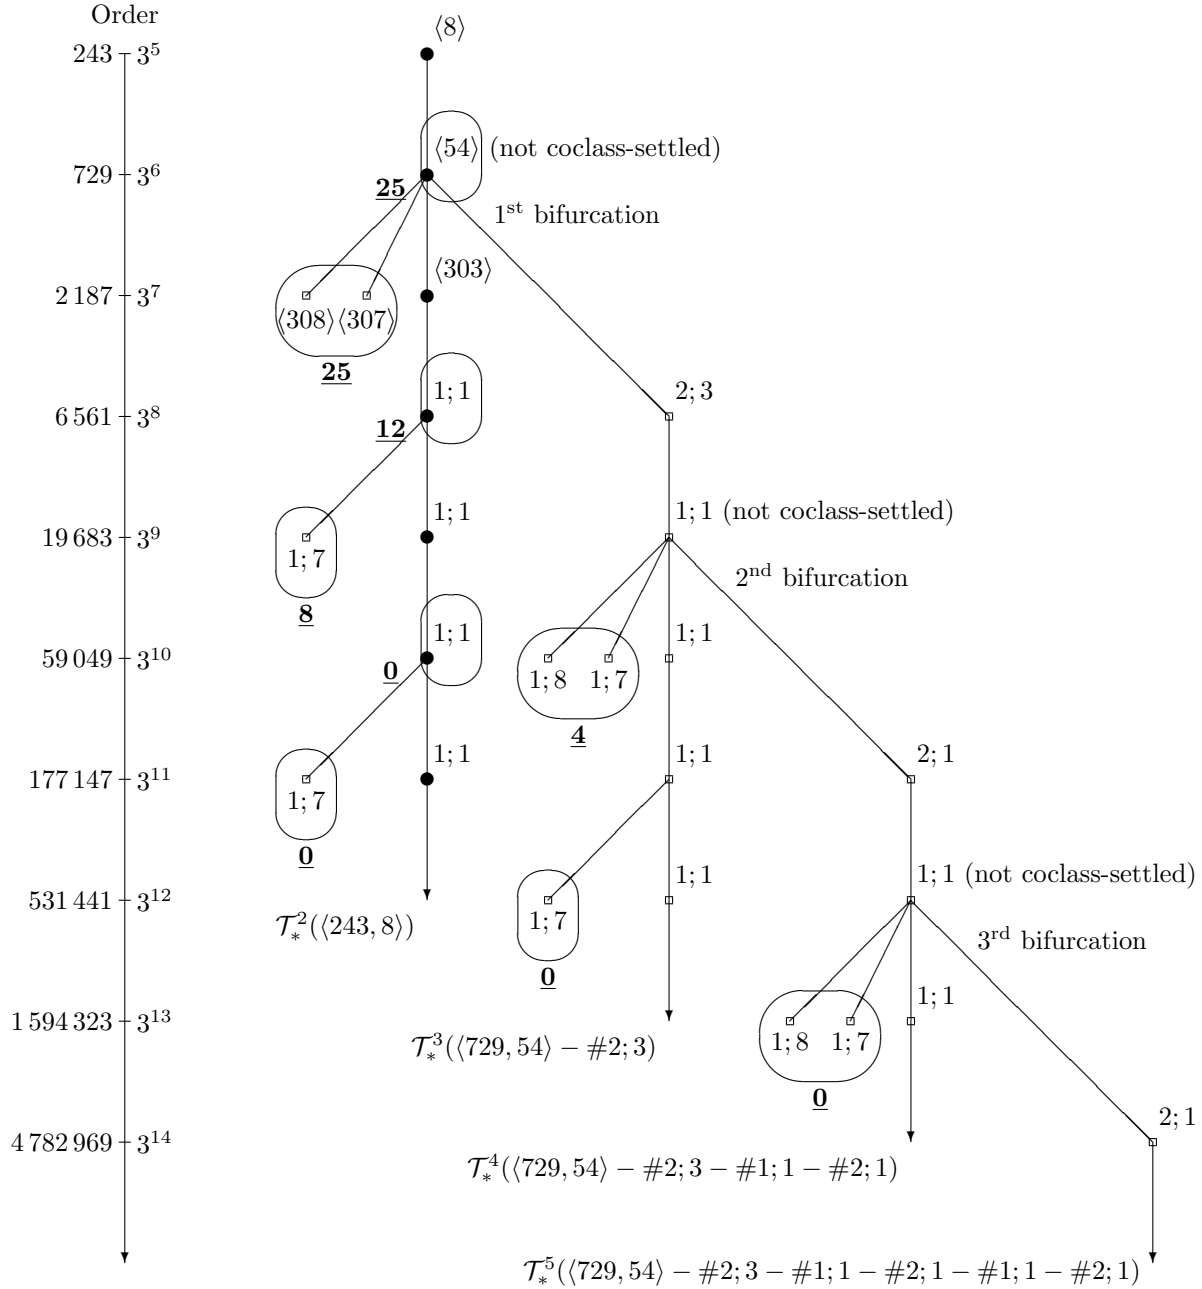 Order
⟨8⟩
243 3^5
⟨54⟩ (not coclass-settled)
729 3^6
25
1^st bifurcation
⟨303⟩
2 187 3^7
⟨308⟩ ⟨307⟩
25
1; 1
2; 3
6 561 3^8
12
1; 1
1; 1 (not coclass-settled)
19 683 3^9
1; 7
2^nd bifurcation
8
1; 1
1; 1
59 049 3^10
0
1; 8 1; 7
4
1; 1
1; 1
2; 1
177 147 3^11
1; 7
0
1; 1
1; 1 (not coclass-settled)
531 441 3^12
1; 7
𝒯_*^2(⟨243, 8⟩)
3^rd bifurcation
0
1; 1
1 594 323 3^13
1; 8 1; 7
𝒯_*^3(⟨729, 54⟩ − #2; 3)
0
2; 1
4 782 969 3^14
𝒯_*^4(⟨729, 54⟩ − #2; 3 − #1; 1 − #2; 1)
𝒯_*^5(⟨729, 54⟩ − #2; 3 − #1; 1 − #2; 1 − #1; 1 − #2; 1)